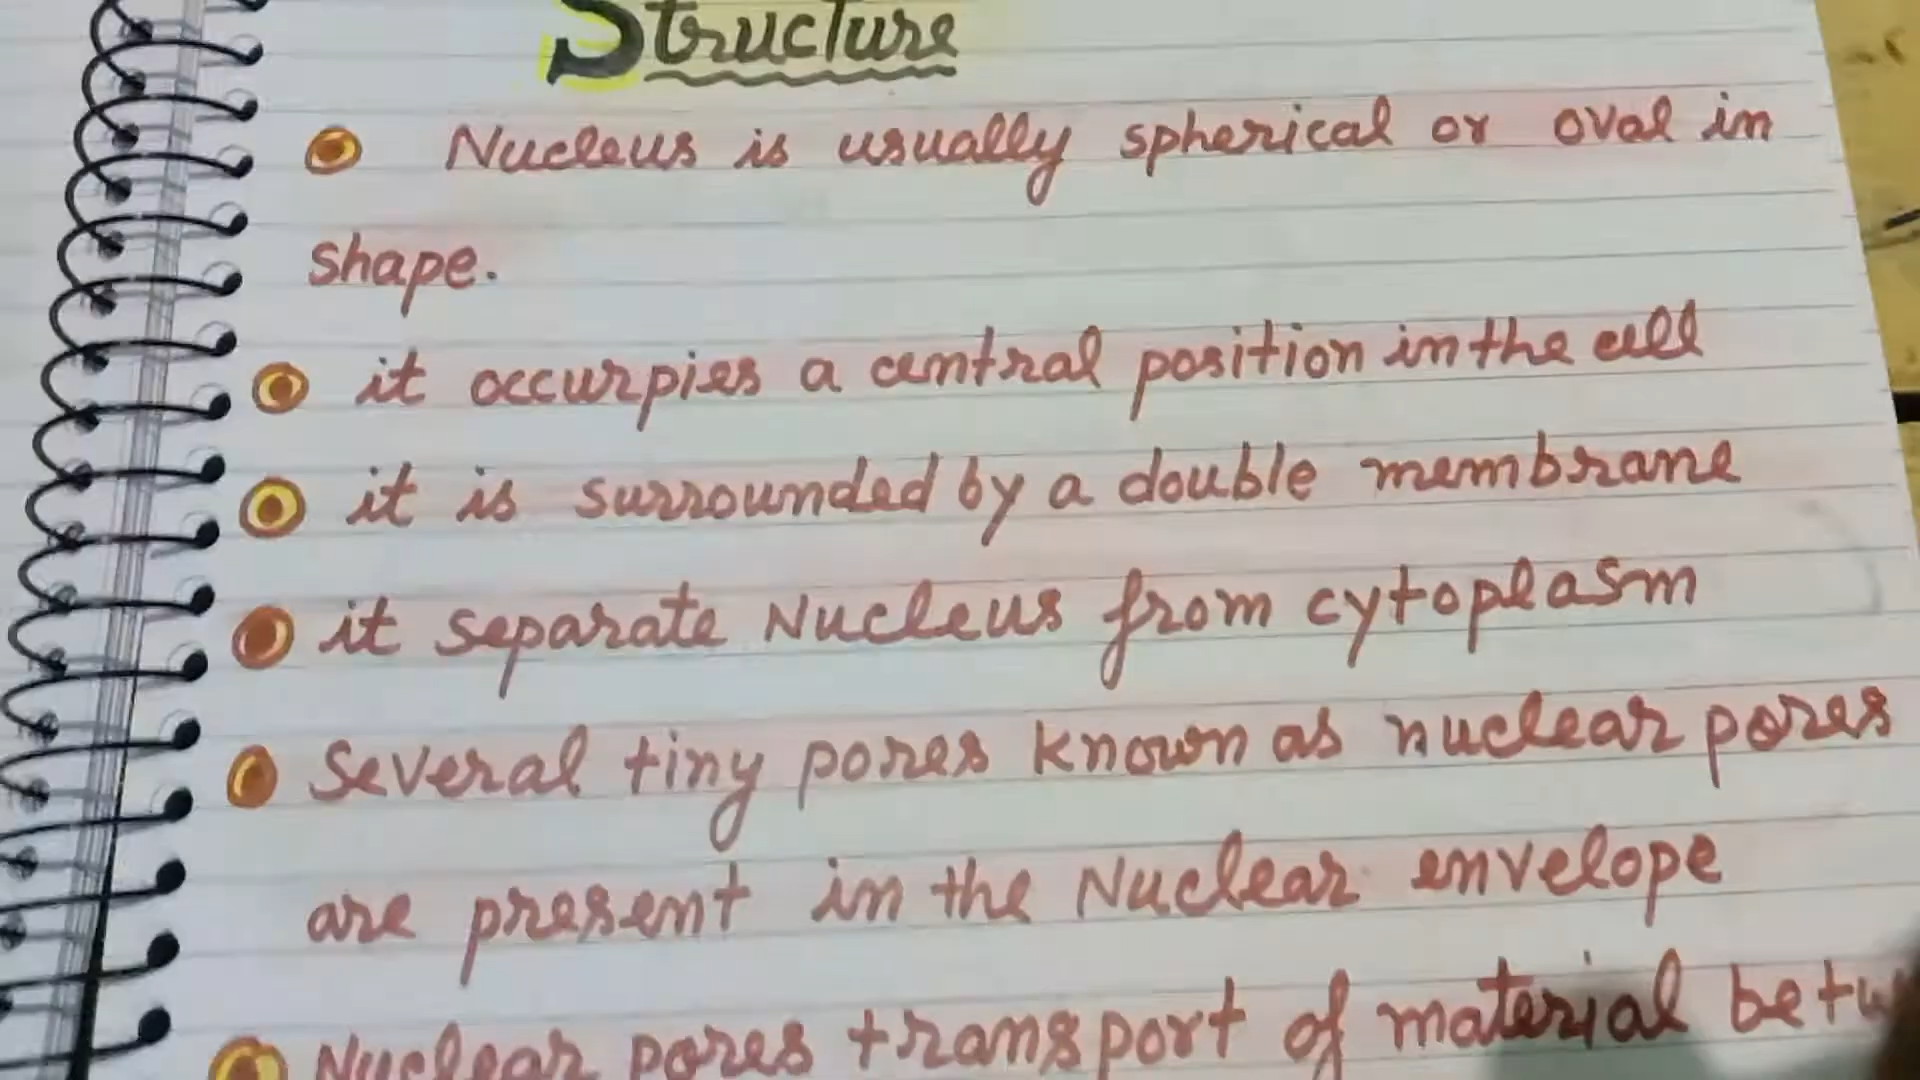 Structure
Nucleus is usually spherical or oval in
shape.
it occurpies a central position in the cell
it is surrounded by a double membrane
it separate Nucleus from cytoplasm
Several tiny pores known as nuclear pores
are present in the Nuclear envelope
Nuclear pores transport of material